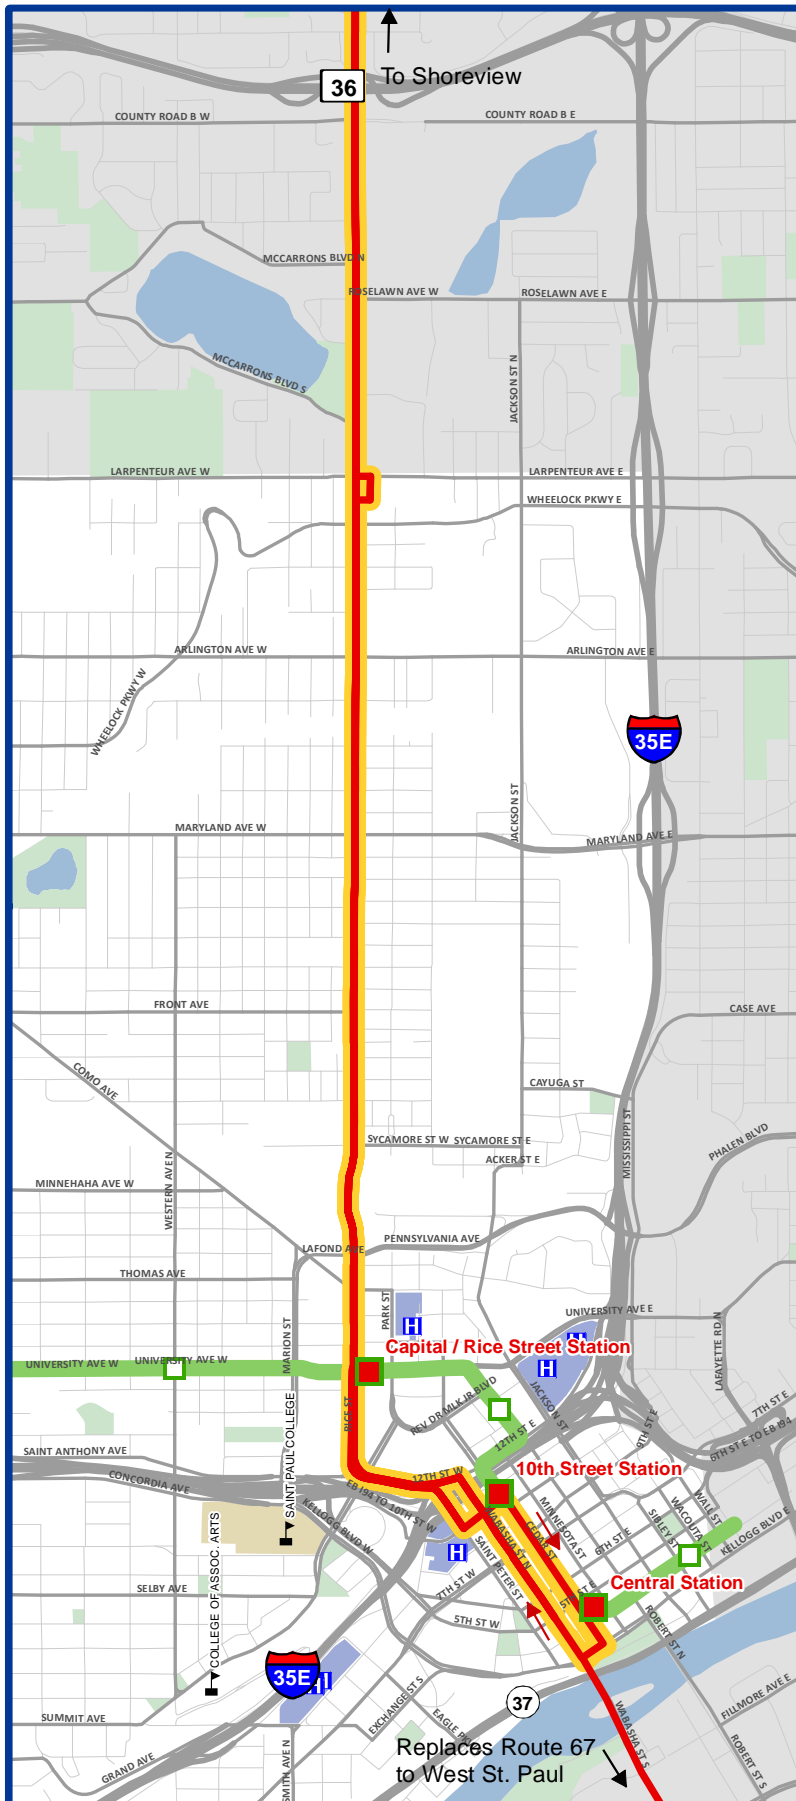 36
To Shoreview
COUNTY ROAD B W
COUNTY ROAD B E
MCCARRONS BLVD N
ROSELAWN AVE W
ROSELAWN AVE E
MCCARRONS BLVD S
JACKSON ST N
LARPENTEUR AVE W
LARPENTEUR AVE E
WHEELOCK PKWY E
ARLINGTON AVE W
ARLINGTON AVE E
WHEELOCK PKWY W
35E
JACKSON ST
MARYLAND AVE W
MARYLAND AVE E
FRONT AVE
CASE AVE
COMO AVE
CAYUGA ST
MISSISSIPPI ST
SYCAMORE ST W
SYCAMORE ST E
PHALEN BLVD
ACKER ST E
WESTERN AVE N
MINNEHAHA AVE W
PENNSYLVANIA AVE
LAFOND AVE
THOMAS AVE
PARK ST
UNIVERSITY AVE E
H
H
H
MARION ST
LAFAYETTE RD N
Capital / Rice Street Station
UNIVERSITY AVE W
UNIVERSITY AVE W
JACKSON ST
REV DR MLK JR BLVD
RICE ST
7TH ST E
SAINT PAUL COLLEGE
12TH ST E
9TH ST E
SAINT ANTHONY AVE
6TH ST E TO EB I94
CONCORDIA AVE
12TH ST W
10th Street Station
EB I94 TO 10TH ST W
KELLOGG BLVD W
WABASHA ST N
CEDAR ST
MINNESOTA ST
6TH ST E
SIBLEY ST
WACOUTA ST
WALL ST
KELLOGG BLVD E
COLLEGE OF ASSOC. ARTS
H
SAINT PETER ST
7TH ST W
5TH ST E
Central Station
SELBY AVE
5TH ST W
ROBERT ST N
35E
H
EXCHANGE ST S
37
FILLMORE AVE E
SUMMIT AVE
WABASHA ST S
GRAND AVE
SMITH AVE N
ROBERT ST S
Replaces Route 67
to West St. Paul